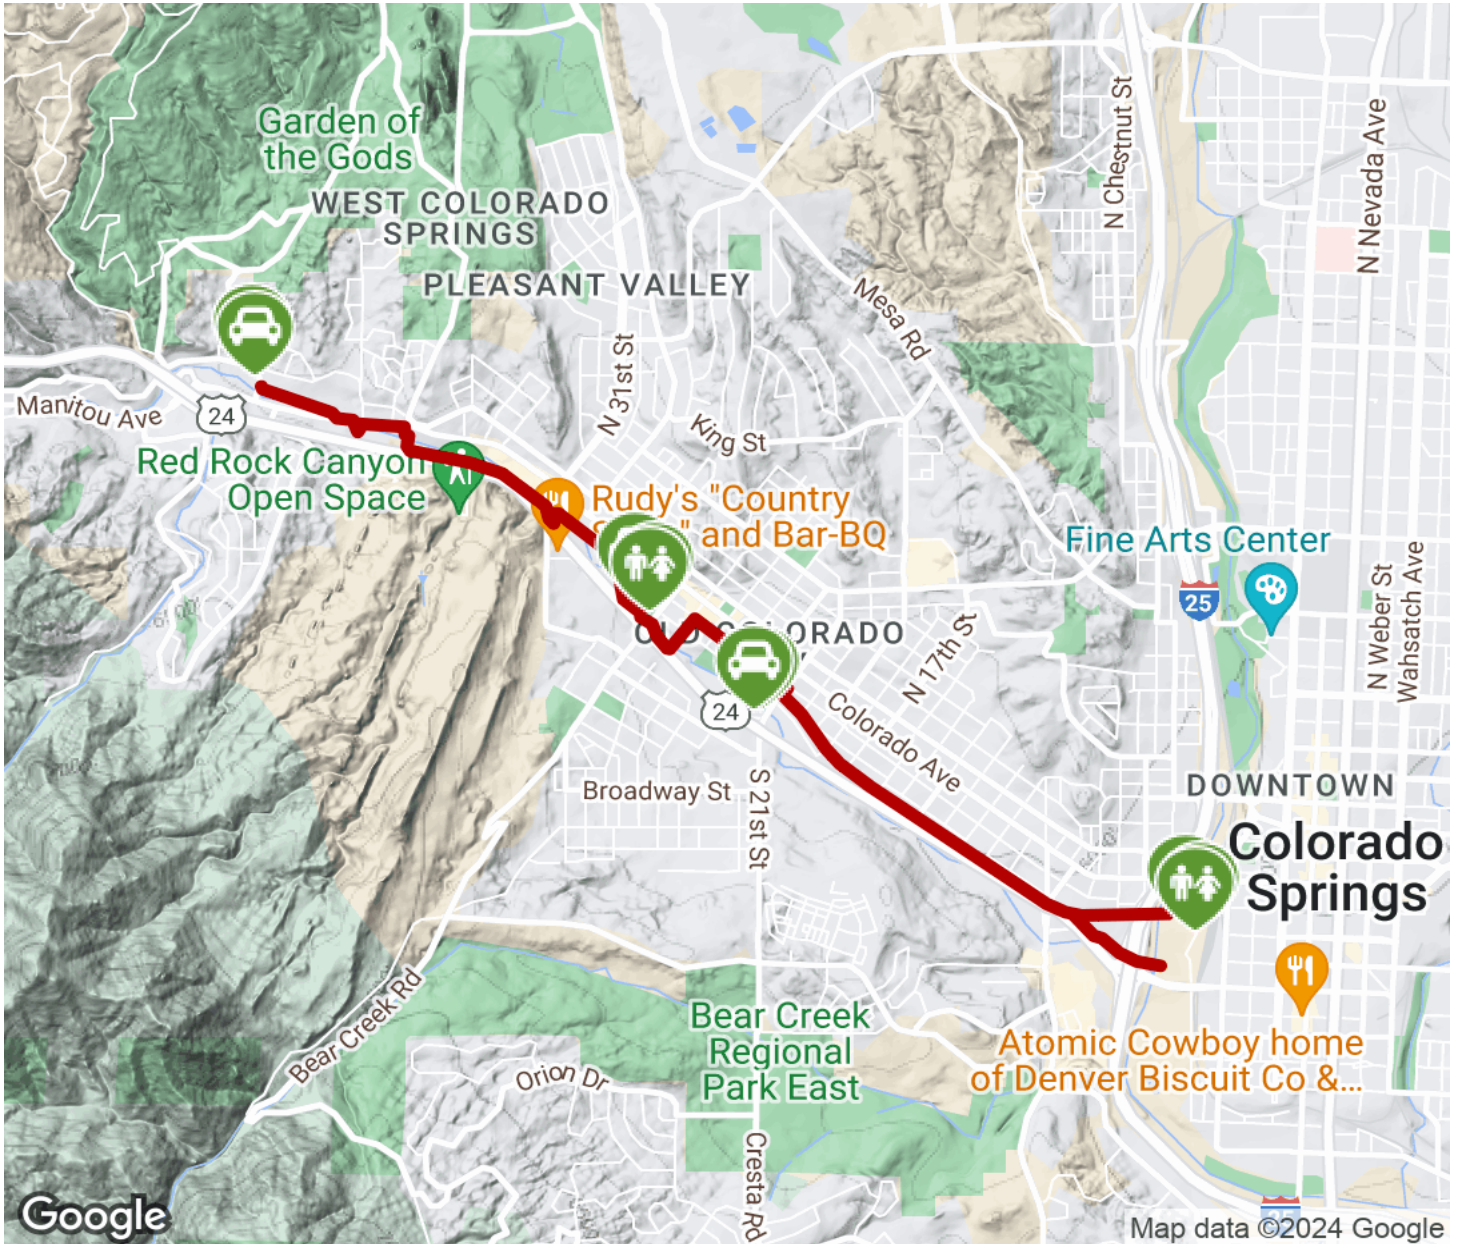 Garden of
the Gods
WEST COLORADO
SPRINGS
PLEASANT VALLEY
N Chestnut St
N Nevada Ave
Mesa Rd
N 31st St
Manitou Ave
24
King St
Red Rock Canyon
Open Space
Rudy's "Country
" and Bar-BQ
Fine Arts Center
25
N Weber St
Wahsatch Ave
OLD COLORADO
N 17th St
24
Colorado Ave
Broadway St
S 21st St
DOWNTOWN
Colorado
Springs
Bear Creek Rd
Bear Creek
Regional
Park East
Orion Dr
Cresta Rd
Atomic Cowboy home
of Denver Biscuit Co &...
25
Google
Map data ©2024 Google